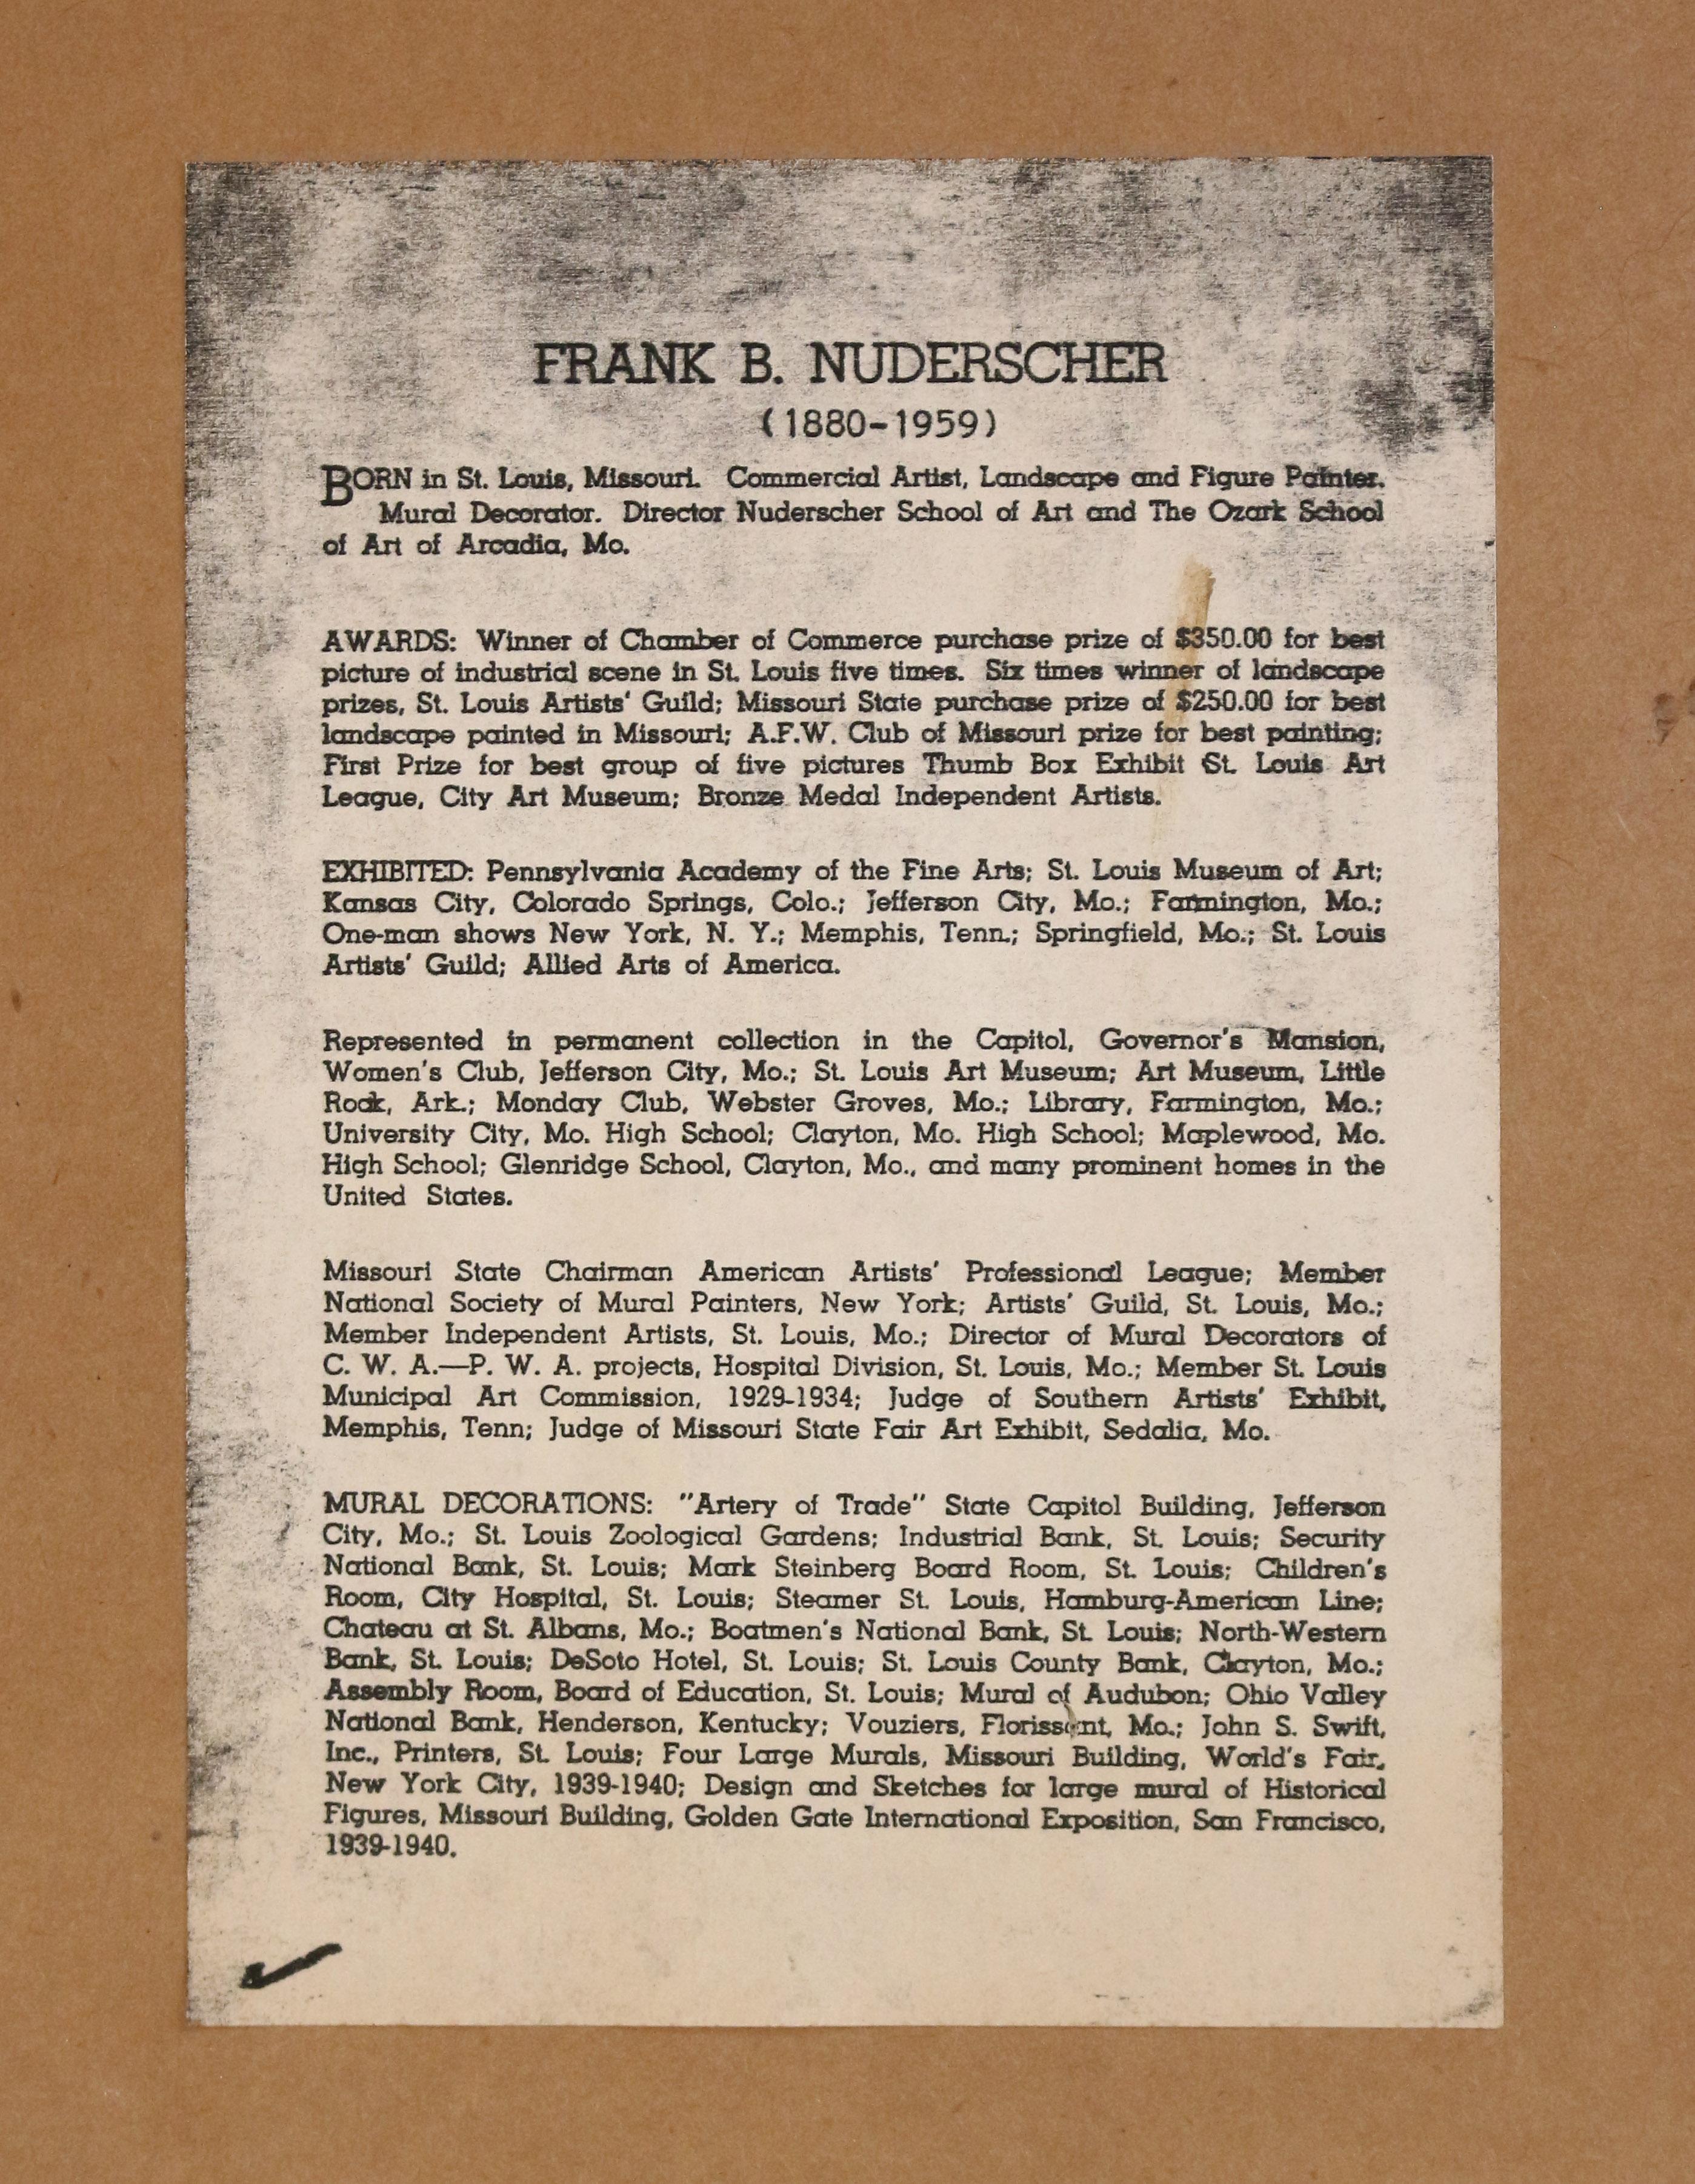 FRANK B. NUDERSCHER
(1880-1959)
BORN in St. Louis, Missouri. Commercial Artist, Landscape and Figure Painter.
Mural Decorator. Director Nuderscher School of Art and The Ozark School
of Art of Arcadia, Mo.
AWARDS: Winner of Chamber of Commerce purchase prize of $350.00 for best
picture of industrial scene in St. Louis five times. Six times winner of landscape
prizes, St. Louis Artists' Guild; Missouri State purchase prize of $250.00 for best
landscape painted in Missouri; A.F.W. Club of Missouri prize for best painting;
First Prize for best group of five pictures Thumb Box Exhibit St. Louis Art
League, City Art Museum; Bronze Medal Independent Artists.
EXHIBITED: Pennsylvania Academy of the Fine Arts; St. Louis Museum of Art;
Kansas City, Colorado Springs, Colo.; Jefferson City, Mo.; Farmington, Mo.;
One-man shows New York, N. Y.; Memphis, Tenn.; Springfield, Mo.; St. Louis
Artists' Guild; Allied Arts of America.
Represented in permanent collection in the Capitol, Governor's Mansion,
Women's Club, Jefferson City, Mo.; St. Louis Art Museum; Art Museum, Little
Rock, Ark.; Monday Club, Webster Groves, Mo.; Library, Farmington, Mo.;
University City, Mo. High School; Clayton, Mo. High School; Maplewood, Mo.
High School; Glenridge School, Clayton, Mo., and many prominent homes in the
United States.
Missouri State Chairman American Artists' Professional League; Member
National Society of Mural Painters, New York; Artists' Guild, St. Louis, Mo.;
Member Independent Artists, St. Louis, Mo.; Director of Mural Decorators of
C. W. A.—P. W. A. projects, Hospital Division, St. Louis, Mo.; Member St. Louis
Municipal Art Commission, 1929-1934; Judge of Southern Artists' Exhibit,
Memphis, Tenn; Judge of Missouri State Fair Art Exhibit, Sedalia, Mo.
MURAL DECORATIONS: "Artery of Trade" State Capitol Building, Jefferson
City, Mo.; St. Louis Zoological Gardens; Industrial Bank, St. Louis; Security
National Bank, St. Louis; Mark Steinberg Board Room, St. Louis; Children's
Room, City Hospital, St. Louis; Steamer St. Louis, Hamburg-American Line;
Chateau at St. Albans, Mo.; Boatmen's National Bank, St. Louis; North-Western
Bank, St. Louis; DeSoto Hotel, St. Louis; St. Louis County Bank, Clayton, Mo.;
Assembly Room, Board of Education, St. Louis; Mural of Audubon; Ohio Valley
National Bank, Henderson, Kentucky; Vouziers, Florissant, Mo.; John S. Swift,
Inc., Printers, St. Louis; Four Large Murals, Missouri Building, World's Fair,
New York City, 1939-1940; Design and Sketches for large mural of Historical
Figures, Missouri Building, Golden Gate International Exposition, San Francisco,
1939-1940.